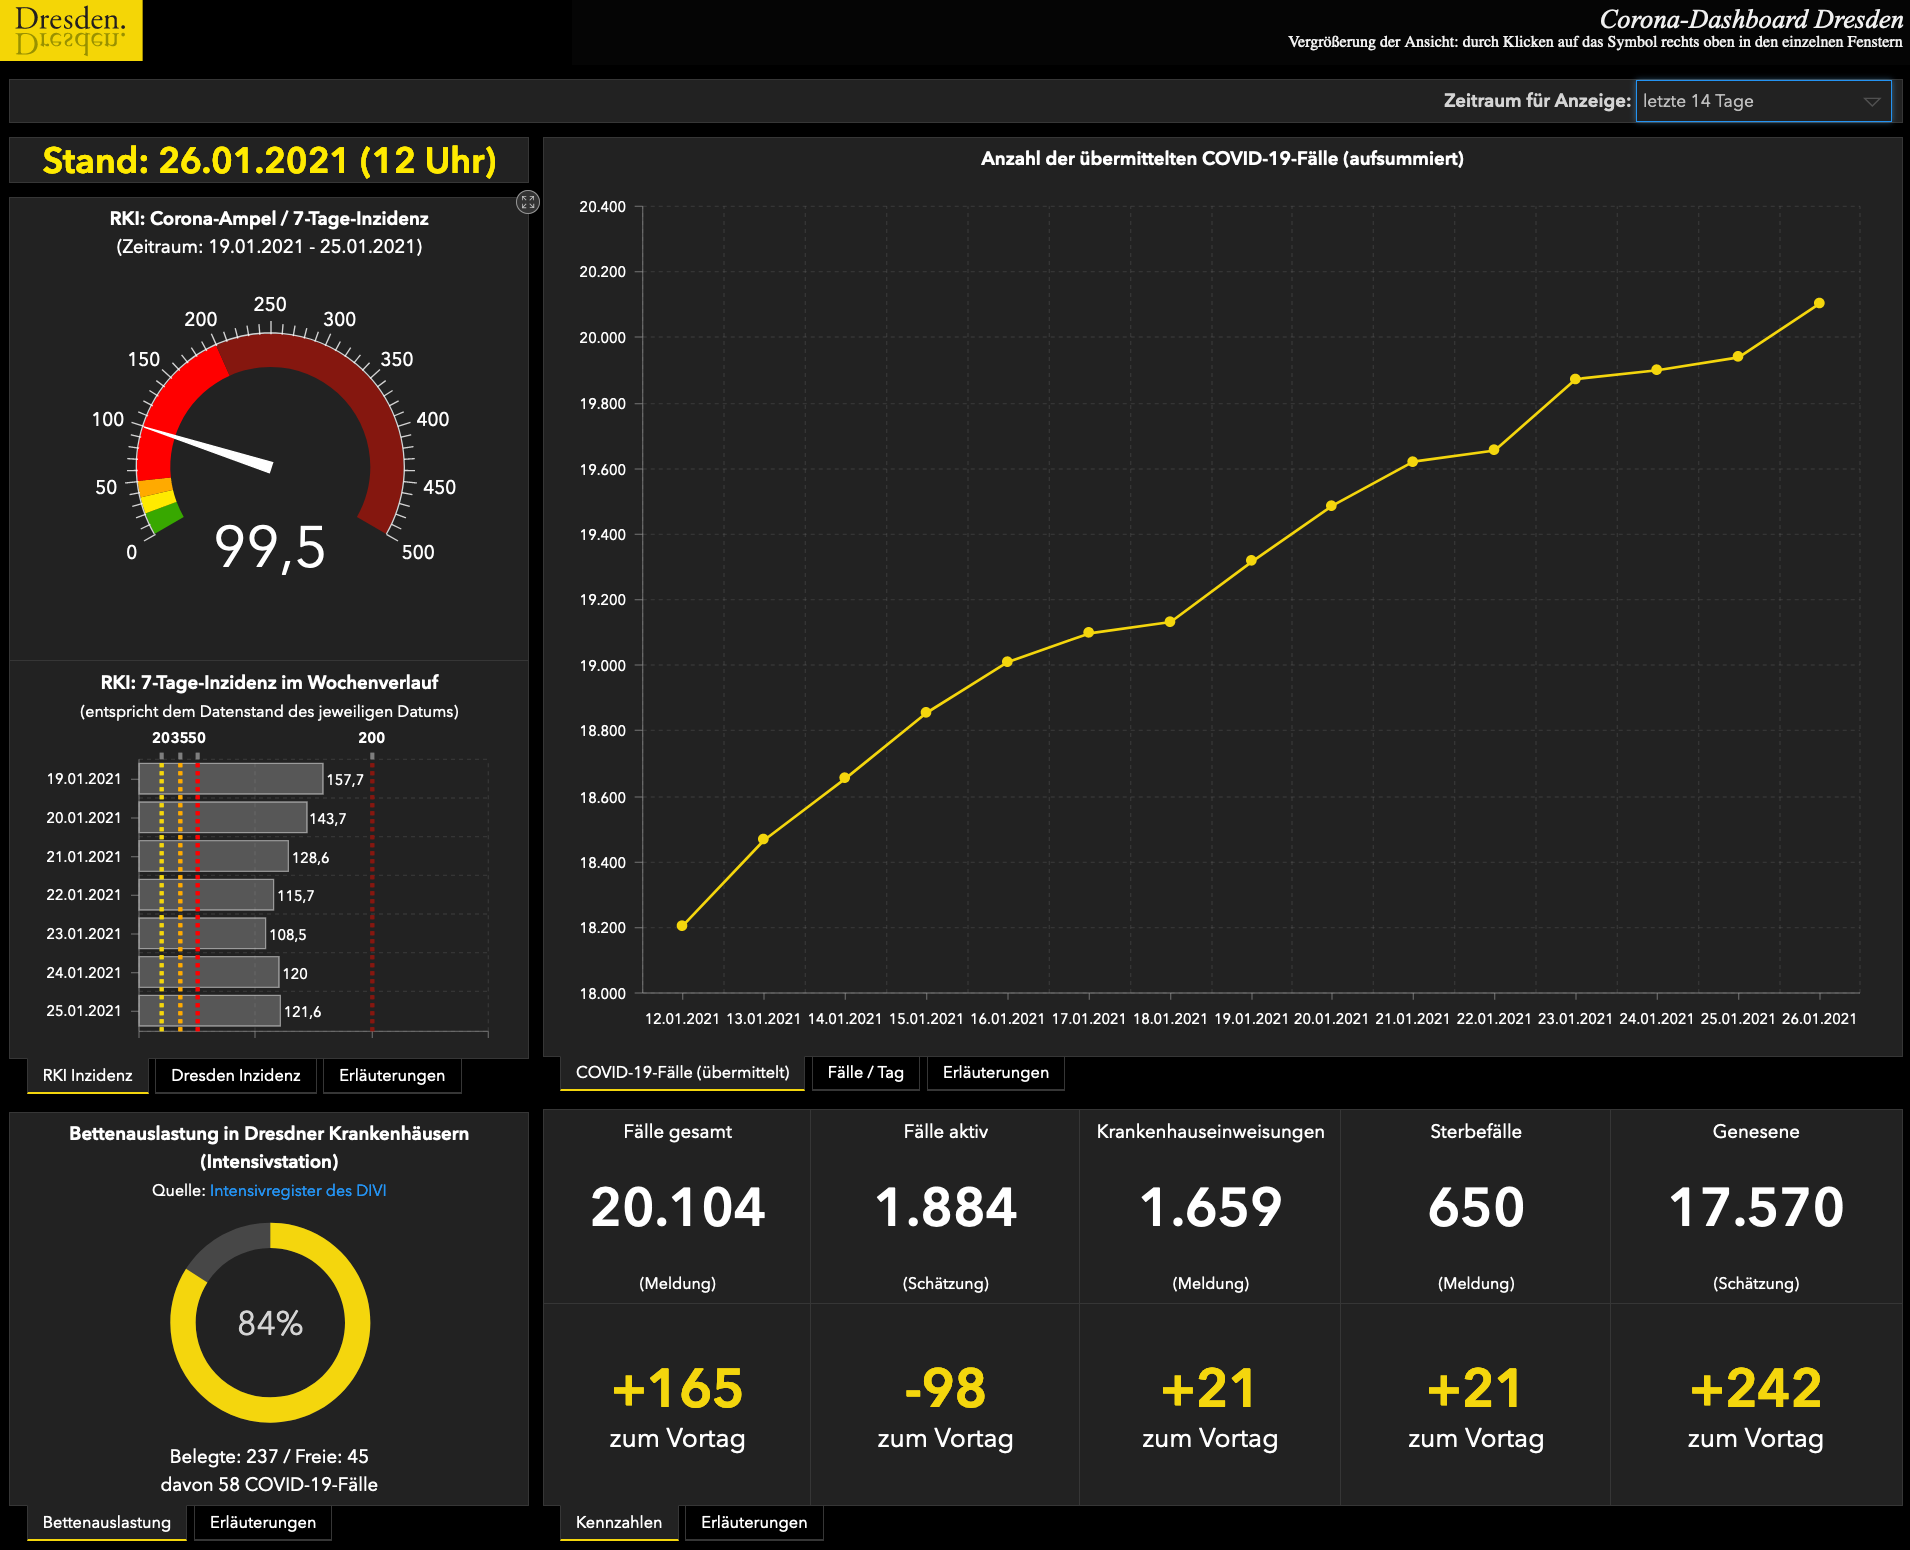 Dresden.
Dresden.
Corona-Dashboard Dresden
Vergrößerung der Ansicht: durch Klicken auf das Symbol rechts oben in den einzelnen Fenstern
Zeitraum für Anzeige: letzte 14 Tage
Stand: 26.01.2021 (12 Uhr)
RKI: Corona-Ampel / 7-Tage-Inzidenz
(Zeitraum: 19.01.2021 - 25.01.2021)
0
50
100
150
200
250
300
350
400
450
500
99,5
RKI: 7-Tage-Inzidenz im Wochenverlauf
(entspricht dem Datenstand des jeweiligen Datums)
20 35 50 200
19.01.2021 157,7
20.01.2021 143,7
21.01.2021 128,6
22.01.2021 115,7
23.01.2021 108,5
24.01.2021 120
25.01.2021 121,6
RKI Inzidenz Dresden Inzidenz Erläuterungen
Anzahl der übermittelten COVID-19-Fälle (aufsummiert)
20.400
20.200
20.000
19.800
19.600
19.400
19.200
19.000
18.800
18.600
18.400
18.200
18.000
12.01.2021 13.01.2021 14.01.2021 15.01.2021 16.01.2021 17.01.2021 18.01.2021 19.01.2021 20.01.2021 21.01.2021 22.01.2021 23.01.2021 24.01.2021 25.01.2021 26.01.2021
COVID-19-Fälle (übermittelt) Fälle / Tag Erläuterungen
Bettenauslastung in Dresdner Krankenhäusern
(Intensivstation)
Quelle: Intensivregister des DIVI
84%
Belegte: 237 / Freie: 45
davon 58 COVID-19-Fälle
Bettenauslastung Erläuterungen
Fälle gesamt
20.104
(Meldung)
+165
zum Vortag
Fälle aktiv
1.884
(Schätzung)
-98
zum Vortag
Krankenhauseinweisungen
1.659
(Meldung)
+21
zum Vortag
Sterbefälle
650
(Meldung)
+21
zum Vortag
Genesene
17.570
(Schätzung)
+242
zum Vortag
Kennzahlen Erläuterungen